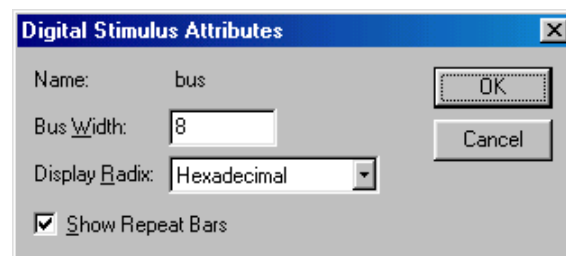 Digital Stimulus Attributes
Name: bus
OK
Bus Width: 8
Cancel
Display Radix: Hexadecimal
Show Repeat Bars